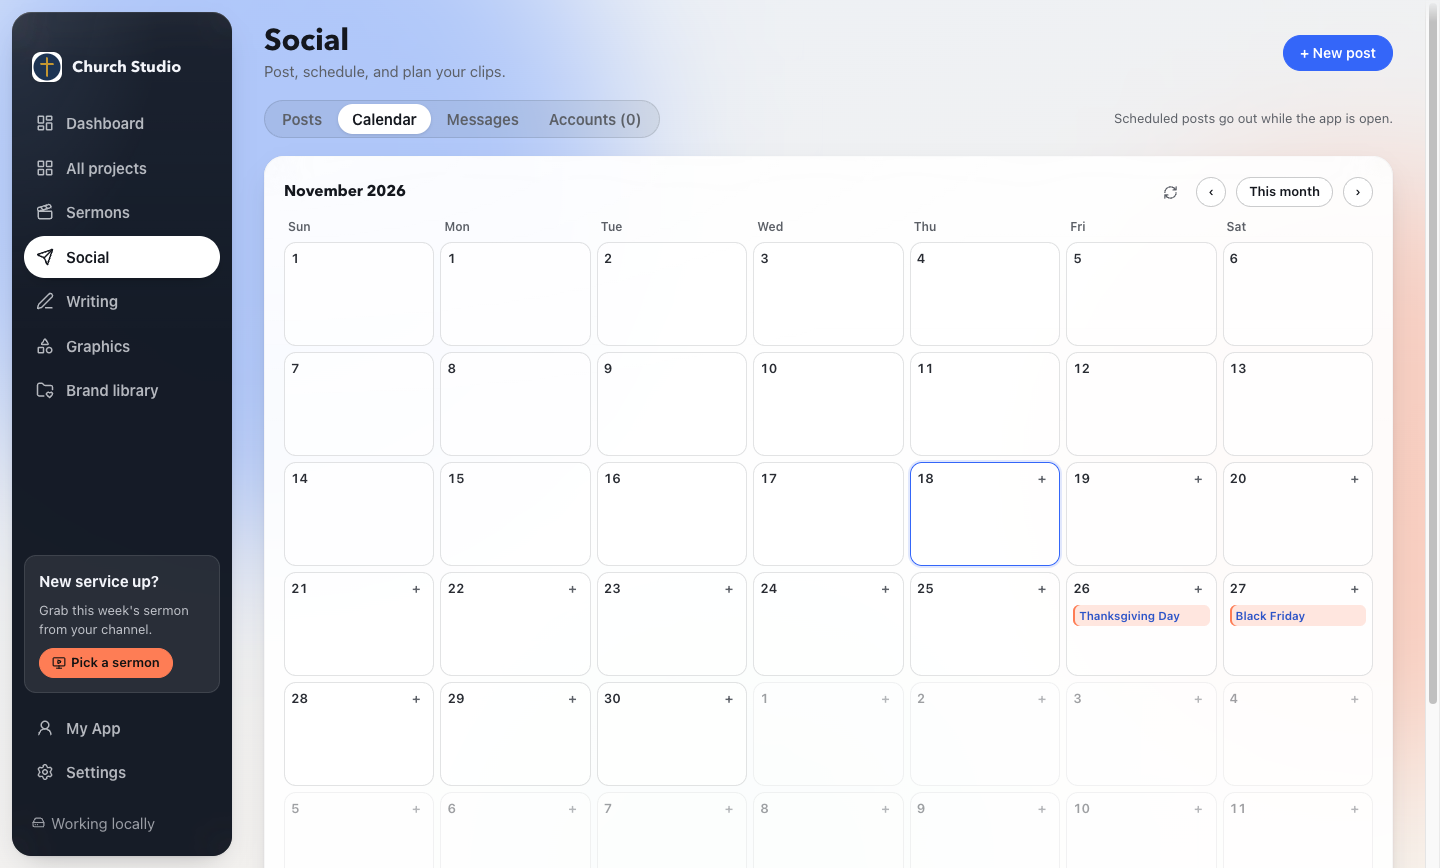 Church Studio
Dashboard
All projects
Sermons
Social
Writing
Graphics
Brand library
New service up?
Grab this week's sermon
from your channel.
Pick a sermon
My App
Settings
Working locally
Social
Post, schedule, and plan your clips.
+ New post
Posts Calendar Messages Accounts (0)
Scheduled posts go out while the app is open.
November 2026
‹ This month ›
Sun Mon Tue Wed Thu Fri Sat
1 1 2 3 4 5 6
7 8 9 10 11 12 13
14 15 16 17 18 + 19 + 20 +
21 + 22 + 23 + 24 + 25 + 26 + 27 +
Thanksgiving Day Black Friday
28 + 29 + 30 + 1 + 2 + 3 + 4 +
5 + 6 + 7 + 8 + 9 + 10 + 11 +